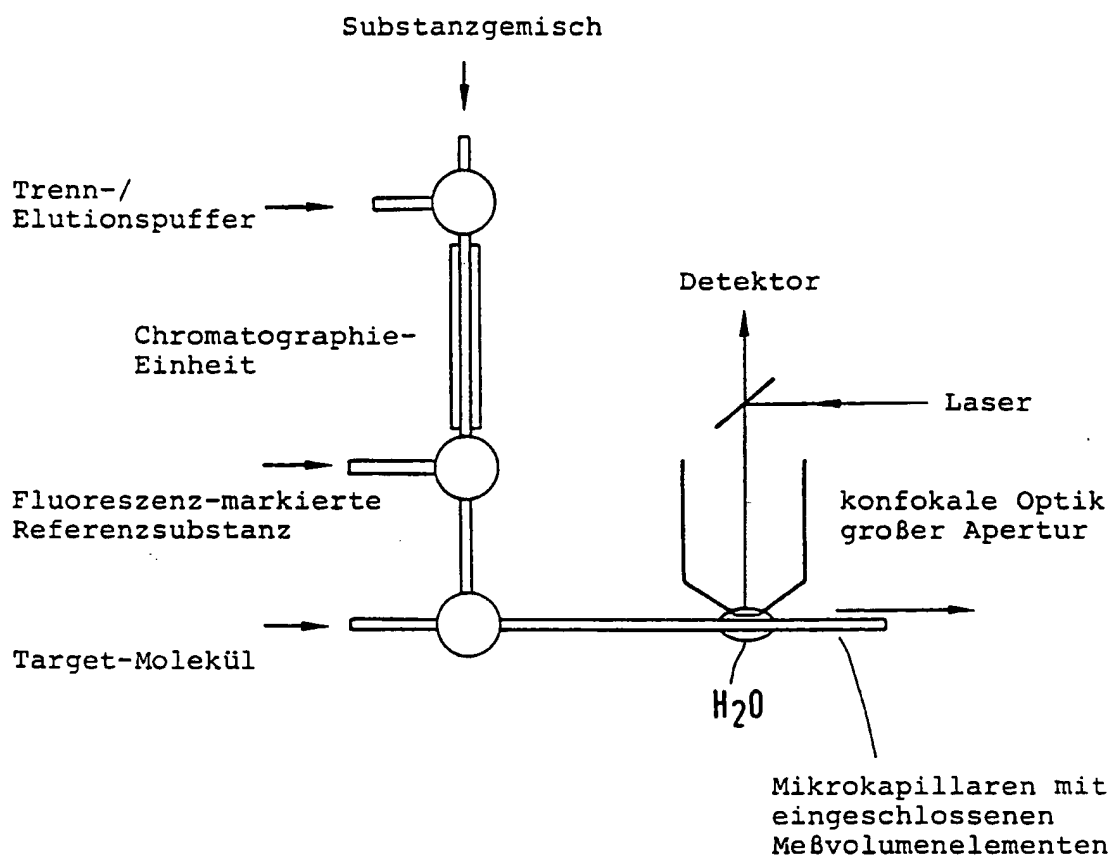 Substanzgemisch
Trenn-/
Elutionspuffer
Detektor
Chromatographie-
Einheit
Laser
Fluoreszenz-markierte
Referenzsubstanz
konfokale Optik
großer Apertur
Target-Molekül
H₂O
Mikrokapillaren mit
eingeschlossenen
Meßvolumenelementen